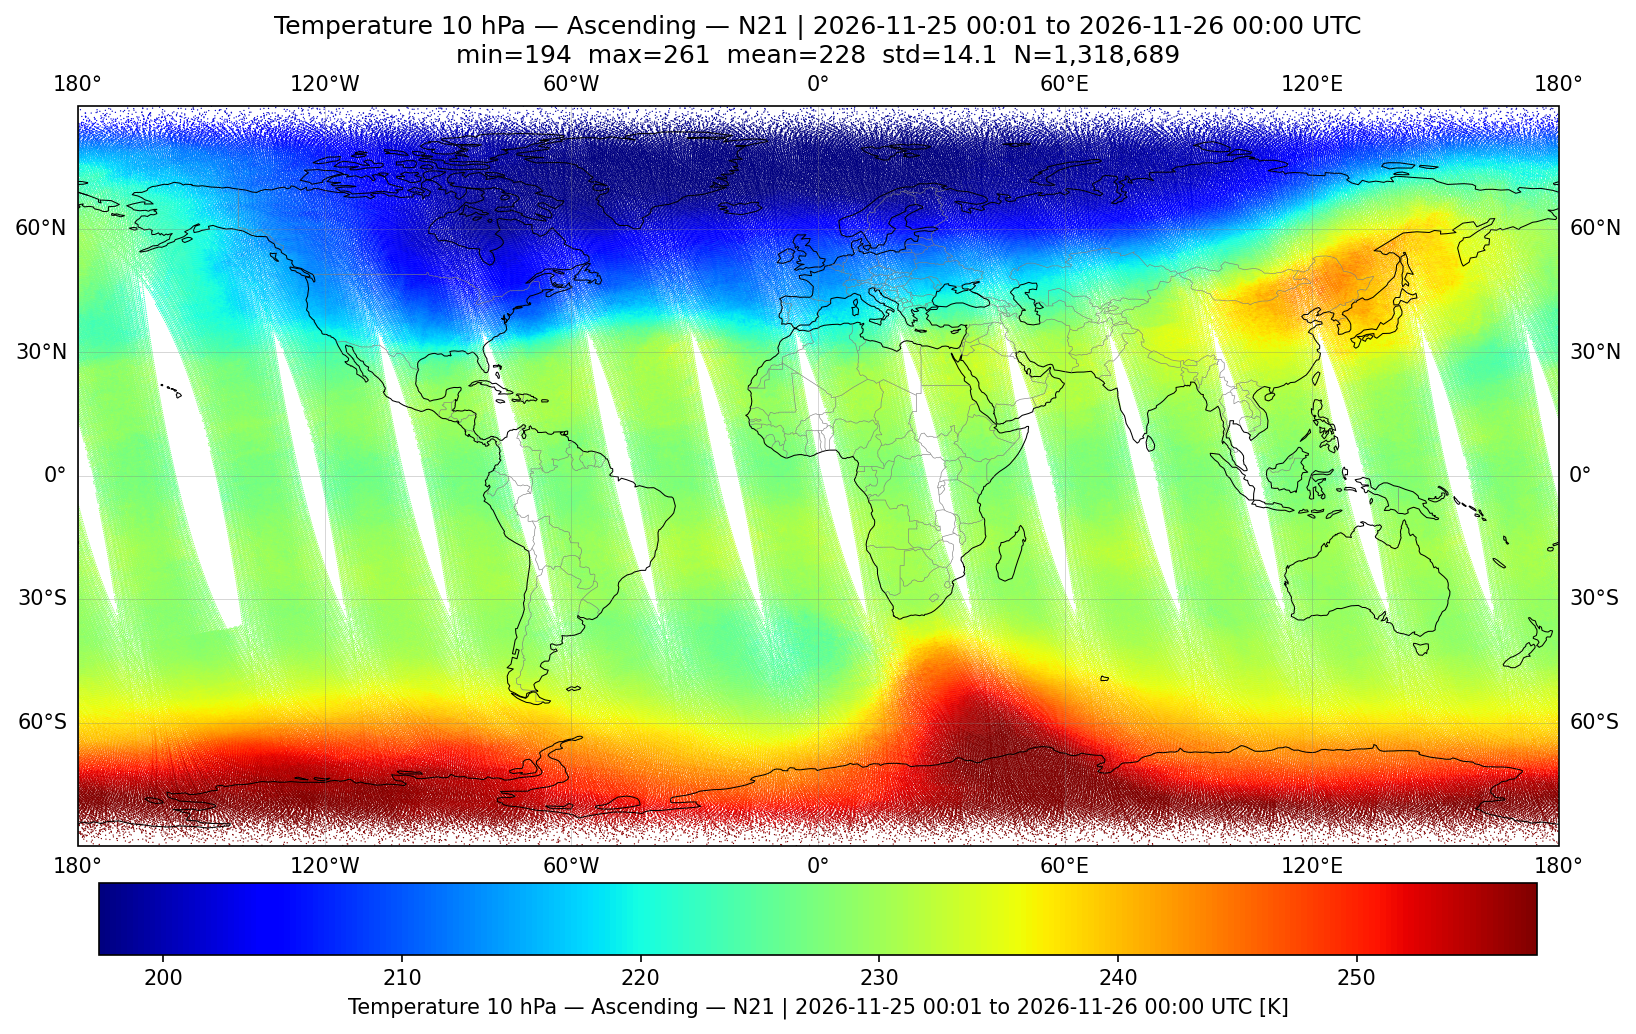 Temperature 10 hPa — Ascending — N21 | 2026-11-25 00:01 to 2026-11-26 00:00 UTC
min=194 max=261 mean=228 std=14.1 N=1,318,689
180° 120°W 60°W 0° 60°E 120°E 180°
60°N 60°N
30°N 30°N
0° 0°
30°S 30°S
60°S 60°S
180° 120°W 60°W 0° 60°E 120°E 180°
200 210 220 230 240 250
Temperature 10 hPa — Ascending — N21 | 2026-11-25 00:01 to 2026-11-26 00:00 UTC [K]